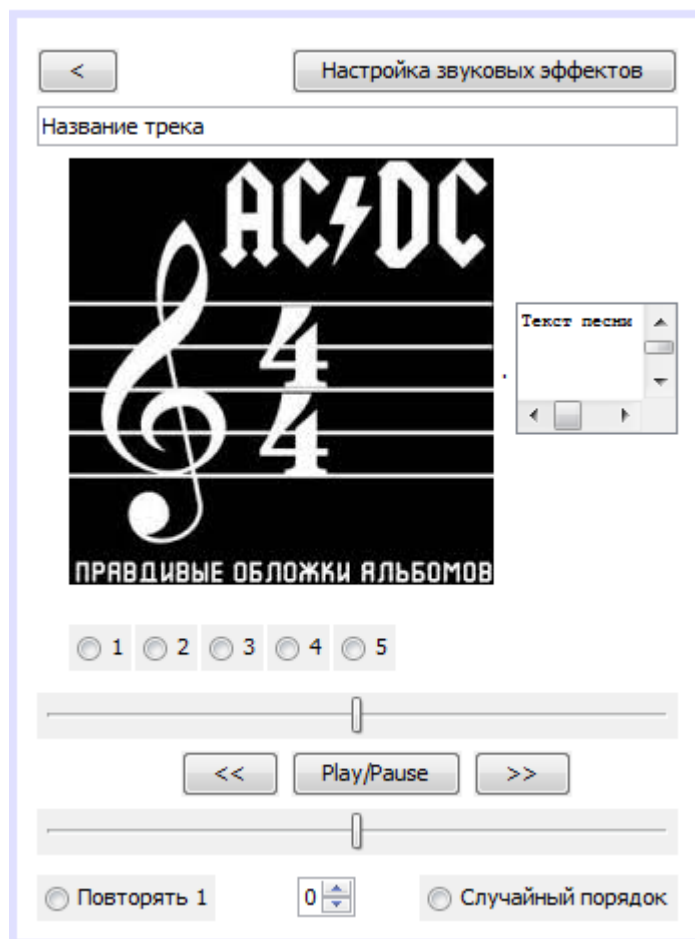 < Настройка звуковых эффектов
Название трека
AC⚡DC
4
4
Текст песни
.
ПРАВДИВЫЕ ОБЛОЖКИ АЛЬБОМОВ
1 2 3 4 5
<< Play/Pause >>
Повторять 1 0 Случайный порядок